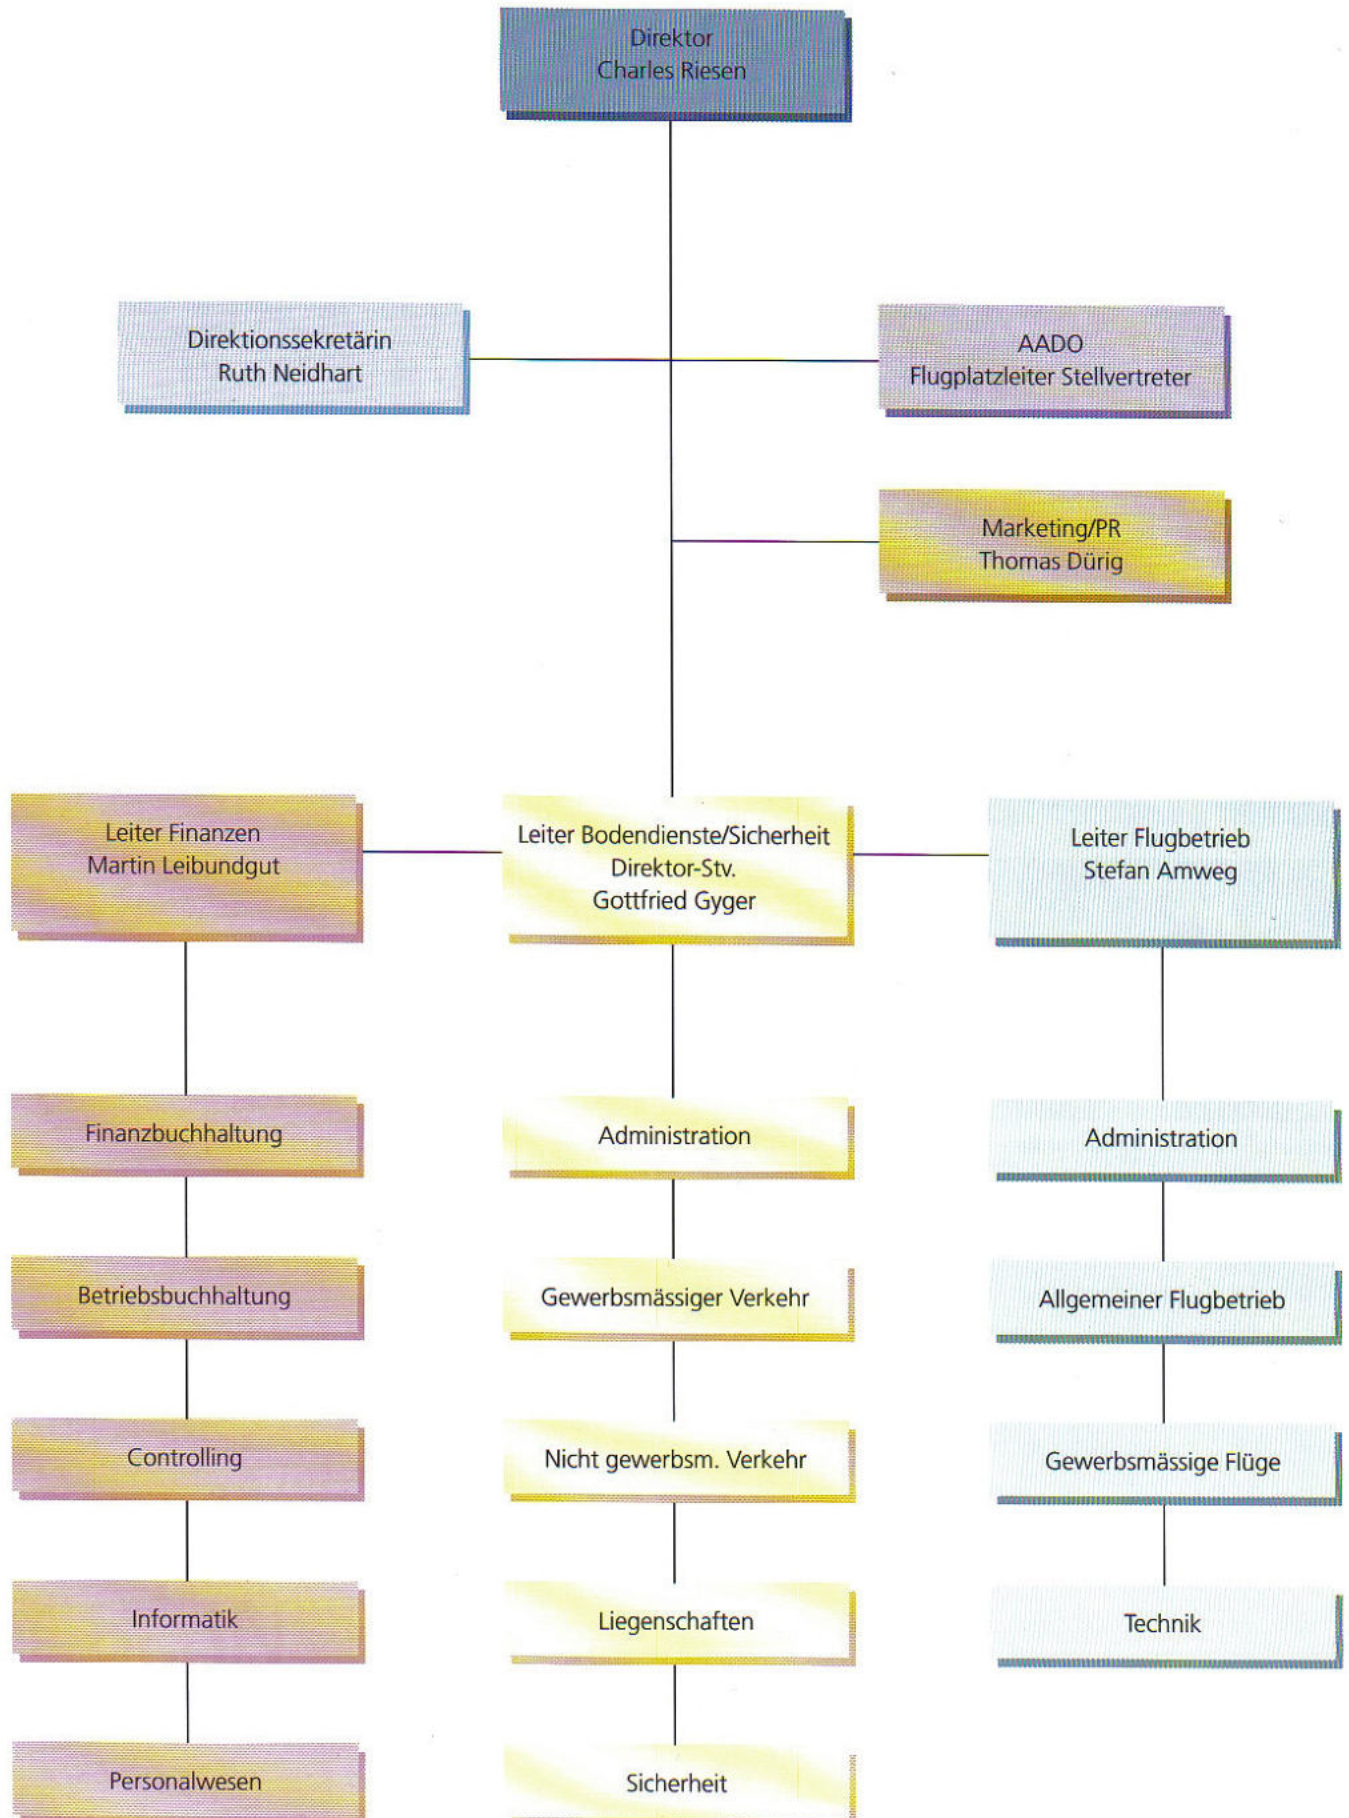 Direktor
Charles Riesen
Direktionssekretärin
Ruth Neidhart
AADO
Flugplatzleiter Stellvertreter
Marketing/PR
Thomas Dürig
Leiter Finanzen
Martin Leibundgut
Leiter Bodendienste/Sicherheit
Direktor-Stv.
Gottfried Gyger
Leiter Flugbetrieb
Stefan Amweg
Finanzbuchhaltung
Administration
Administration
Betriebsbuchhaltung
Gewerbsmässiger Verkehr
Allgemeiner Flugbetrieb
Controlling
Nicht gewerbsm. Verkehr
Gewerbsmässige Flüge
Informatik
Liegenschaften
Technik
Personalwesen
Sicherheit